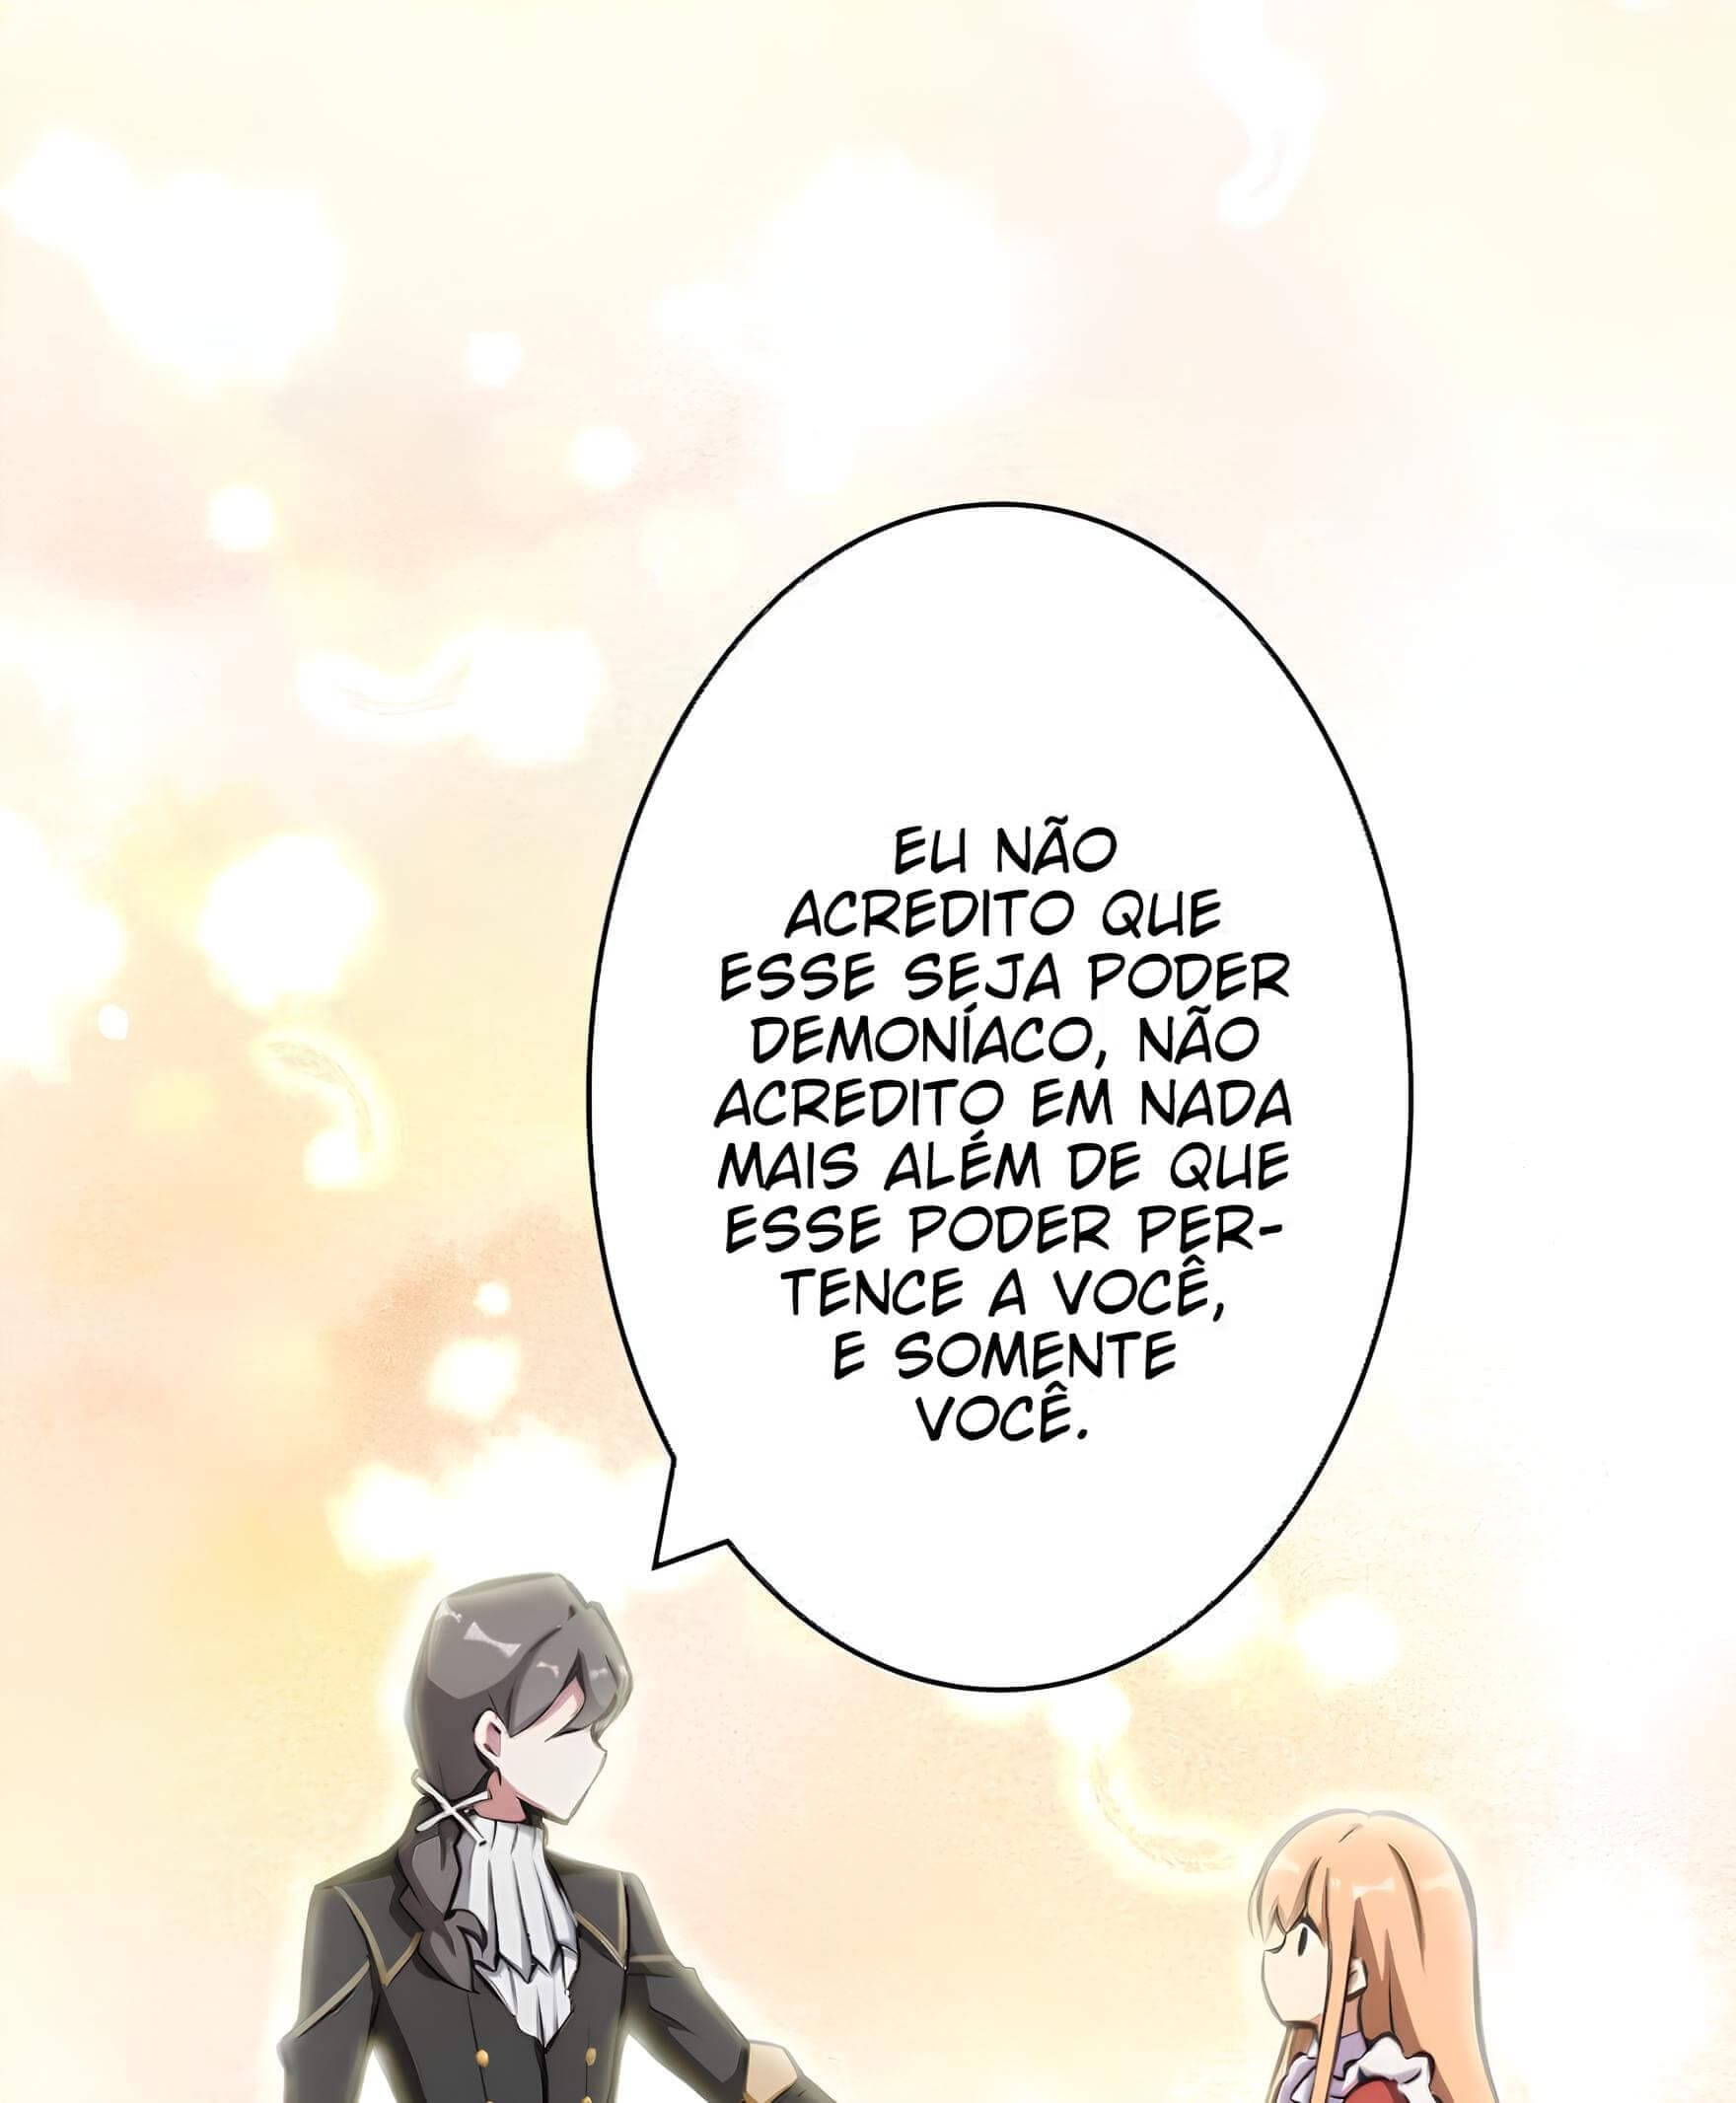 EU NÃO
ACREDITO QUE
ESSE SEJA PODER
DEMONÍACO, NÃO
ACREDITO EM NADA
MAIS ALÉM DE QUE
ESSE PODER PER-
TENCE A VOCÊ,
E SOMENTE
VOCÊ.